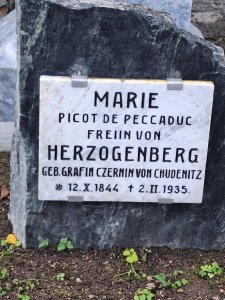 MARIE
PICOT DE PECCADUC
FREIIN VON
HERZOGENBERG
GEB. GRÄFIN CZERNIN VON CHUDENITZ
* 12.X.1844 † 2.II.1935.